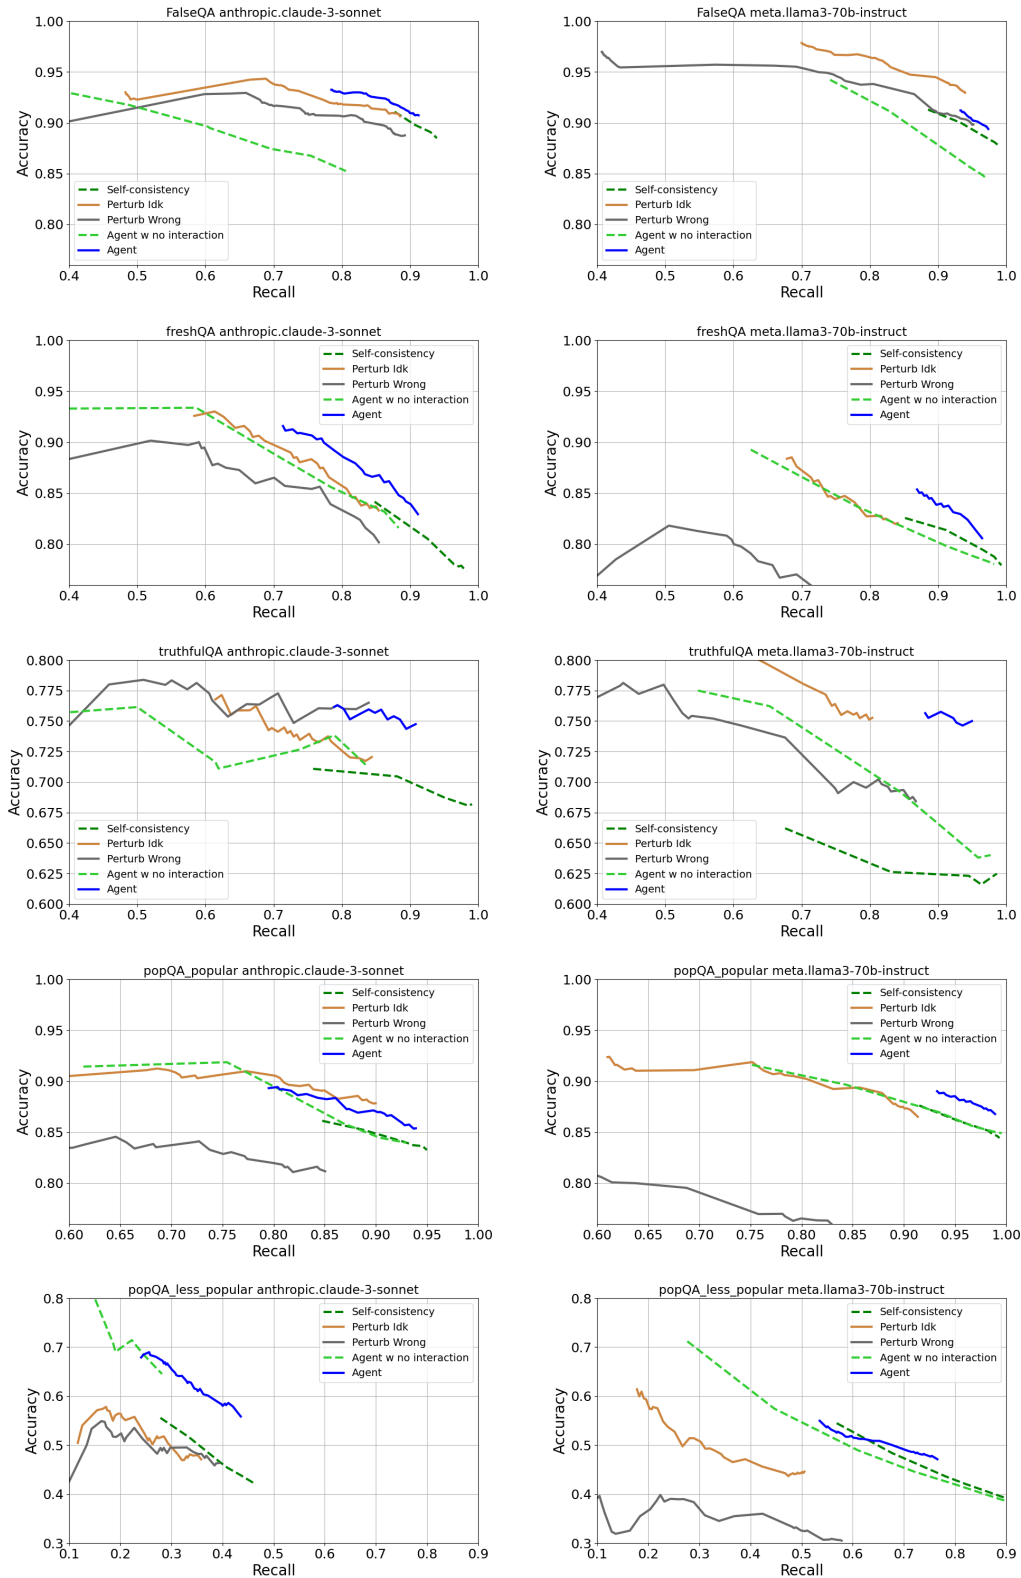 FalseQA anthropic.claude-3-sonnet
1.00
0.95
0.90
0.85
0.80
Accuracy
Self-consistency
Perturb Idk
Perturb Wrong
Agent w no interaction
Agent
0.4 0.5 0.6 0.7 0.8 0.9 1.0
Recall
FalseQA meta.llama3-70b-instruct
1.00
0.95
0.90
0.85
0.80
Accuracy
Self-consistency
Perturb Idk
Perturb Wrong
Agent w no interaction
Agent
0.4 0.5 0.6 0.7 0.8 0.9 1.0
Recall
freshQA anthropic.claude-3-sonnet
1.00
0.95
0.90
0.85
0.80
Accuracy
Self-consistency
Perturb Idk
Perturb Wrong
Agent w no interaction
Agent
0.4 0.5 0.6 0.7 0.8 0.9 1.0
Recall
freshQA meta.llama3-70b-instruct
1.00
0.95
0.90
0.85
0.80
Accuracy
Self-consistency
Perturb Idk
Perturb Wrong
Agent w no interaction
Agent
0.4 0.5 0.6 0.7 0.8 0.9 1.0
Recall
truthfulQA anthropic.claude-3-sonnet
0.800
0.775
0.750
0.725
0.700
0.675
0.650
0.625
0.600
Accuracy
Self-consistency
Perturb Idk
Perturb Wrong
Agent w no interaction
Agent
0.4 0.5 0.6 0.7 0.8 0.9 1.0
Recall
truthfulQA meta.llama3-70b-instruct
0.800
0.775
0.750
0.725
0.700
0.675
0.650
0.625
0.600
Accuracy
Self-consistency
Perturb Idk
Perturb Wrong
Agent w no interaction
Agent
0.4 0.5 0.6 0.7 0.8 0.9 1.0
Recall
popQA_popular anthropic.claude-3-sonnet
1.00
0.95
0.90
0.85
0.80
Accuracy
Self-consistency
Perturb Idk
Perturb Wrong
Agent w no interaction
Agent
0.60 0.65 0.70 0.75 0.80 0.85 0.90 0.95 1.00
Recall
popQA_popular meta.llama3-70b-instruct
1.00
0.95
0.90
0.85
0.80
Accuracy
Self-consistency
Perturb Idk
Perturb Wrong
Agent w no interaction
Agent
0.60 0.65 0.70 0.75 0.80 0.85 0.90 0.95 1.00
Recall
popQA_less_popular anthropic.claude-3-sonnet
0.8
0.7
0.6
0.5
0.4
0.3
Accuracy
Self-consistency
Perturb Idk
Perturb Wrong
Agent w no interaction
Agent
0.1 0.2 0.3 0.4 0.5 0.6 0.7 0.8 0.9
Recall
popQA_less_popular meta.llama3-70b-instruct
0.8
0.7
0.6
0.5
0.4
0.3
Accuracy
Self-consistency
Perturb Idk
Perturb Wrong
Agent w no interaction
Agent
0.1 0.2 0.3 0.4 0.5 0.6 0.7 0.8 0.9
Recall